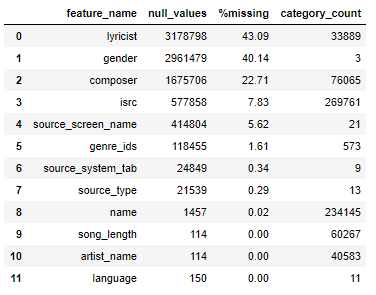 feature_name null_values %missing category_count
0 lyricist 3178798 43.09 33889
1 gender 2961479 40.14 3
2 composer 1675706 22.71 76065
3 isrc 577858 7.83 269761
4 source_screen_name 414804 5.62 21
5 genre_ids 118455 1.61 573
6 source_system_tab 24849 0.34 9
7 source_type 21539 0.29 13
8 name 1457 0.02 234145
9 song_length 114 0.00 60267
10 artist_name 114 0.00 40583
11 language 150 0.00 11